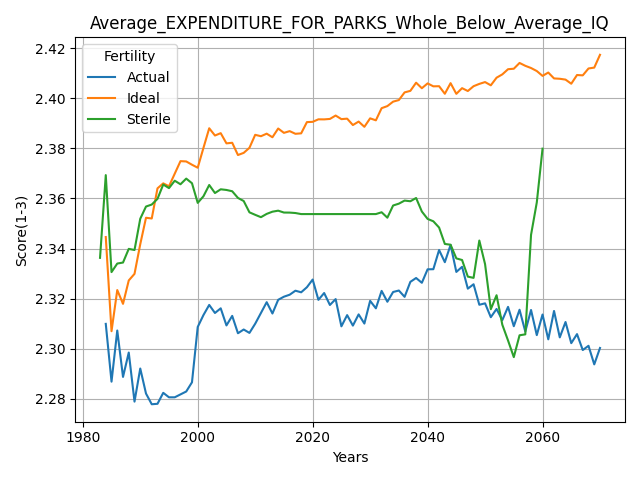 Average_EXPENDITURE_FOR_PARKS_Whole_Below_Average_IQ
Fertility
Actual
Ideal
Sterile
2.42
2.40
2.38
2.36
2.34
2.32
2.30
2.28
Score(1-3)
1980 2000 2020 2040 2060
Years